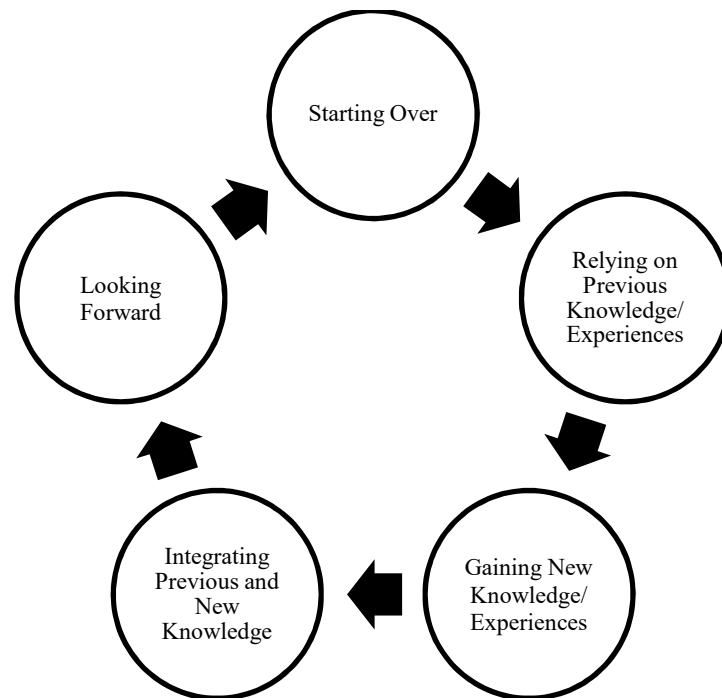 Starting Over
Relying on
Previous
Knowledge/
Experiences
Gaining New
Knowledge/
Experiences
Integrating
Previous and
New
Knowledge
Looking
Forward